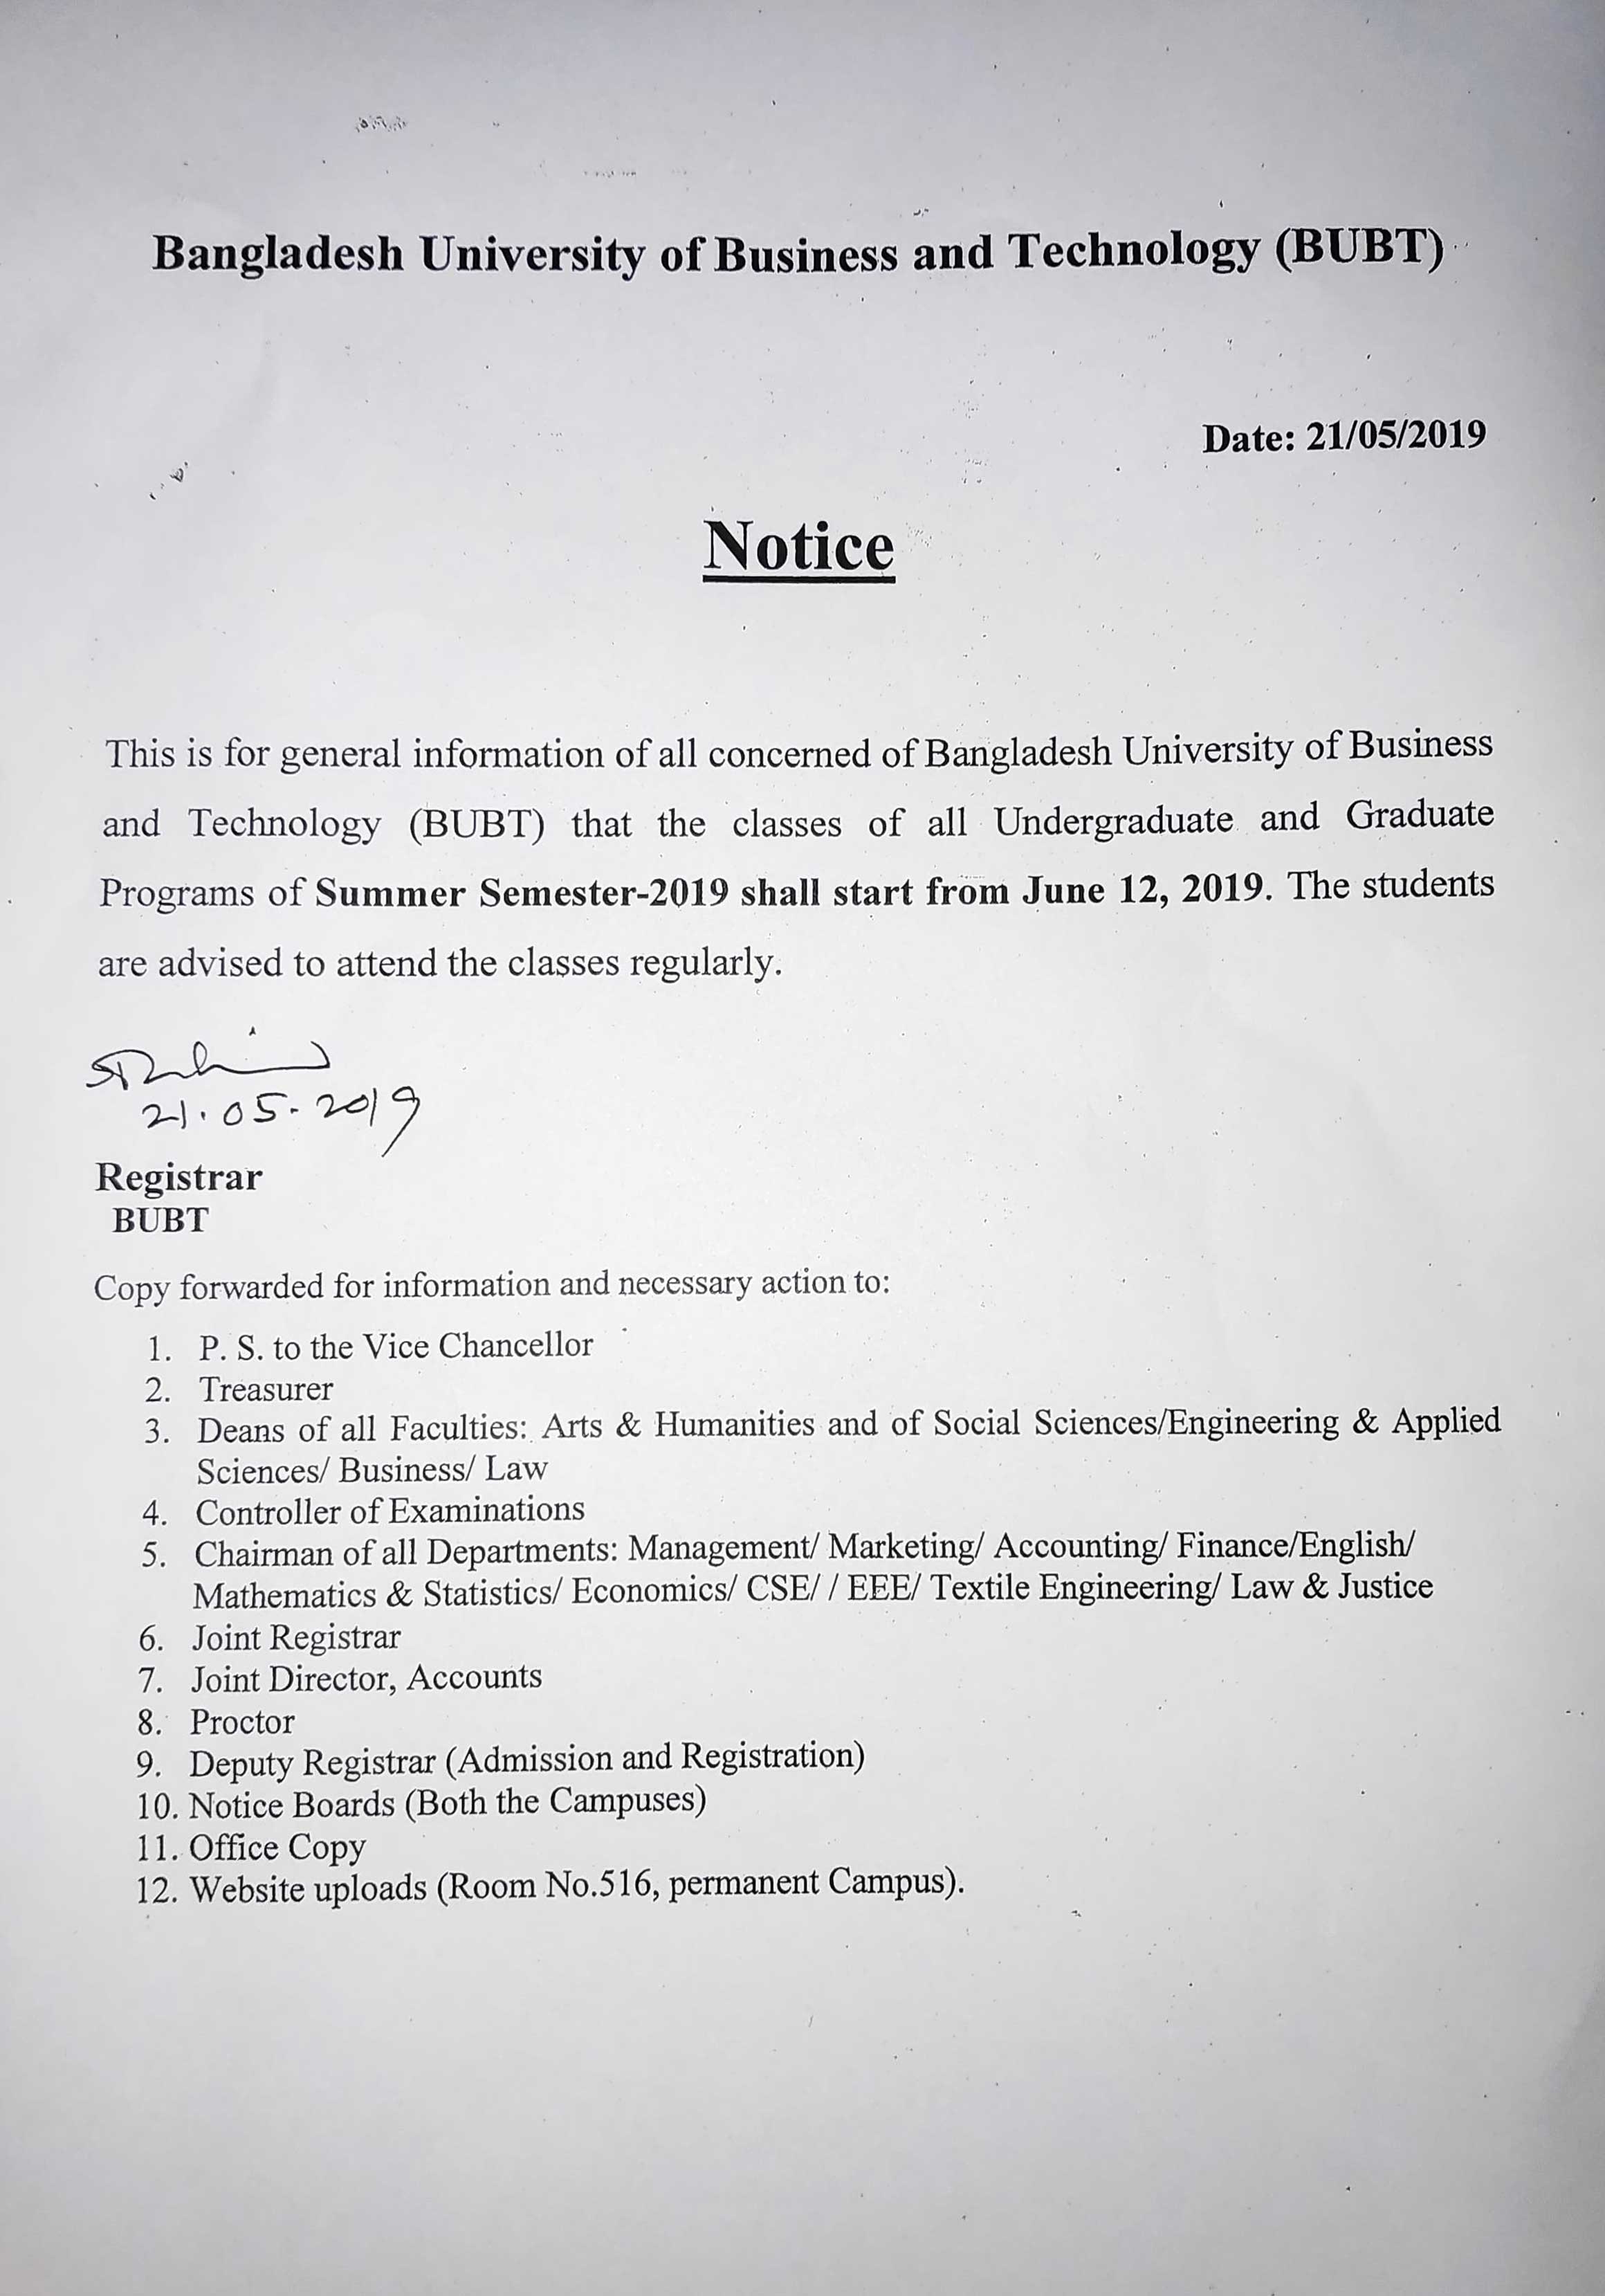 Bangladesh University of Business and Technology (BUBT)
Date: 21/05/2019
Notice
This is for general information of all concerned of Bangladesh University of Business
and Technology (BUBT) that the classes of all Undergraduate and Graduate
Programs of Summer Semester-2019 shall start from June 12, 2019. The students
are advised to attend the classes regularly.
21.05.2019
Registrar
BUBT
Copy forwarded for information and necessary action to:
1. P. S. to the Vice Chancellor
2. Treasurer
3. Deans of all Faculties: Arts & Humanities and of Social Sciences/Engineering & Applied
Sciences/ Business/ Law
4. Controller of Examinations
5. Chairman of all Departments: Management/ Marketing/ Accounting/ Finance/English/
Mathematics & Statistics/ Economics/ CSE/ / EEE/ Textile Engineering/ Law & Justice
6. Joint Registrar
7. Joint Director, Accounts
8. Proctor
9. Deputy Registrar (Admission and Registration)
10. Notice Boards (Both the Campuses)
11. Office Copy
12. Website uploads (Room No.516, permanent Campus).